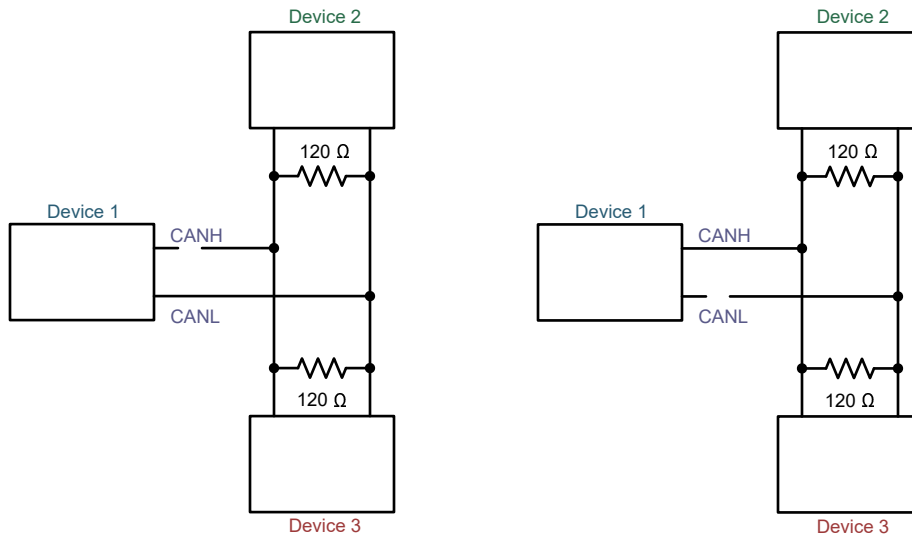 Device 2
120 Ω
Device 1
CANH
CANL
120 Ω
Device 3
Device 2
120 Ω
Device 1
CANH
CANL
120 Ω
Device 3